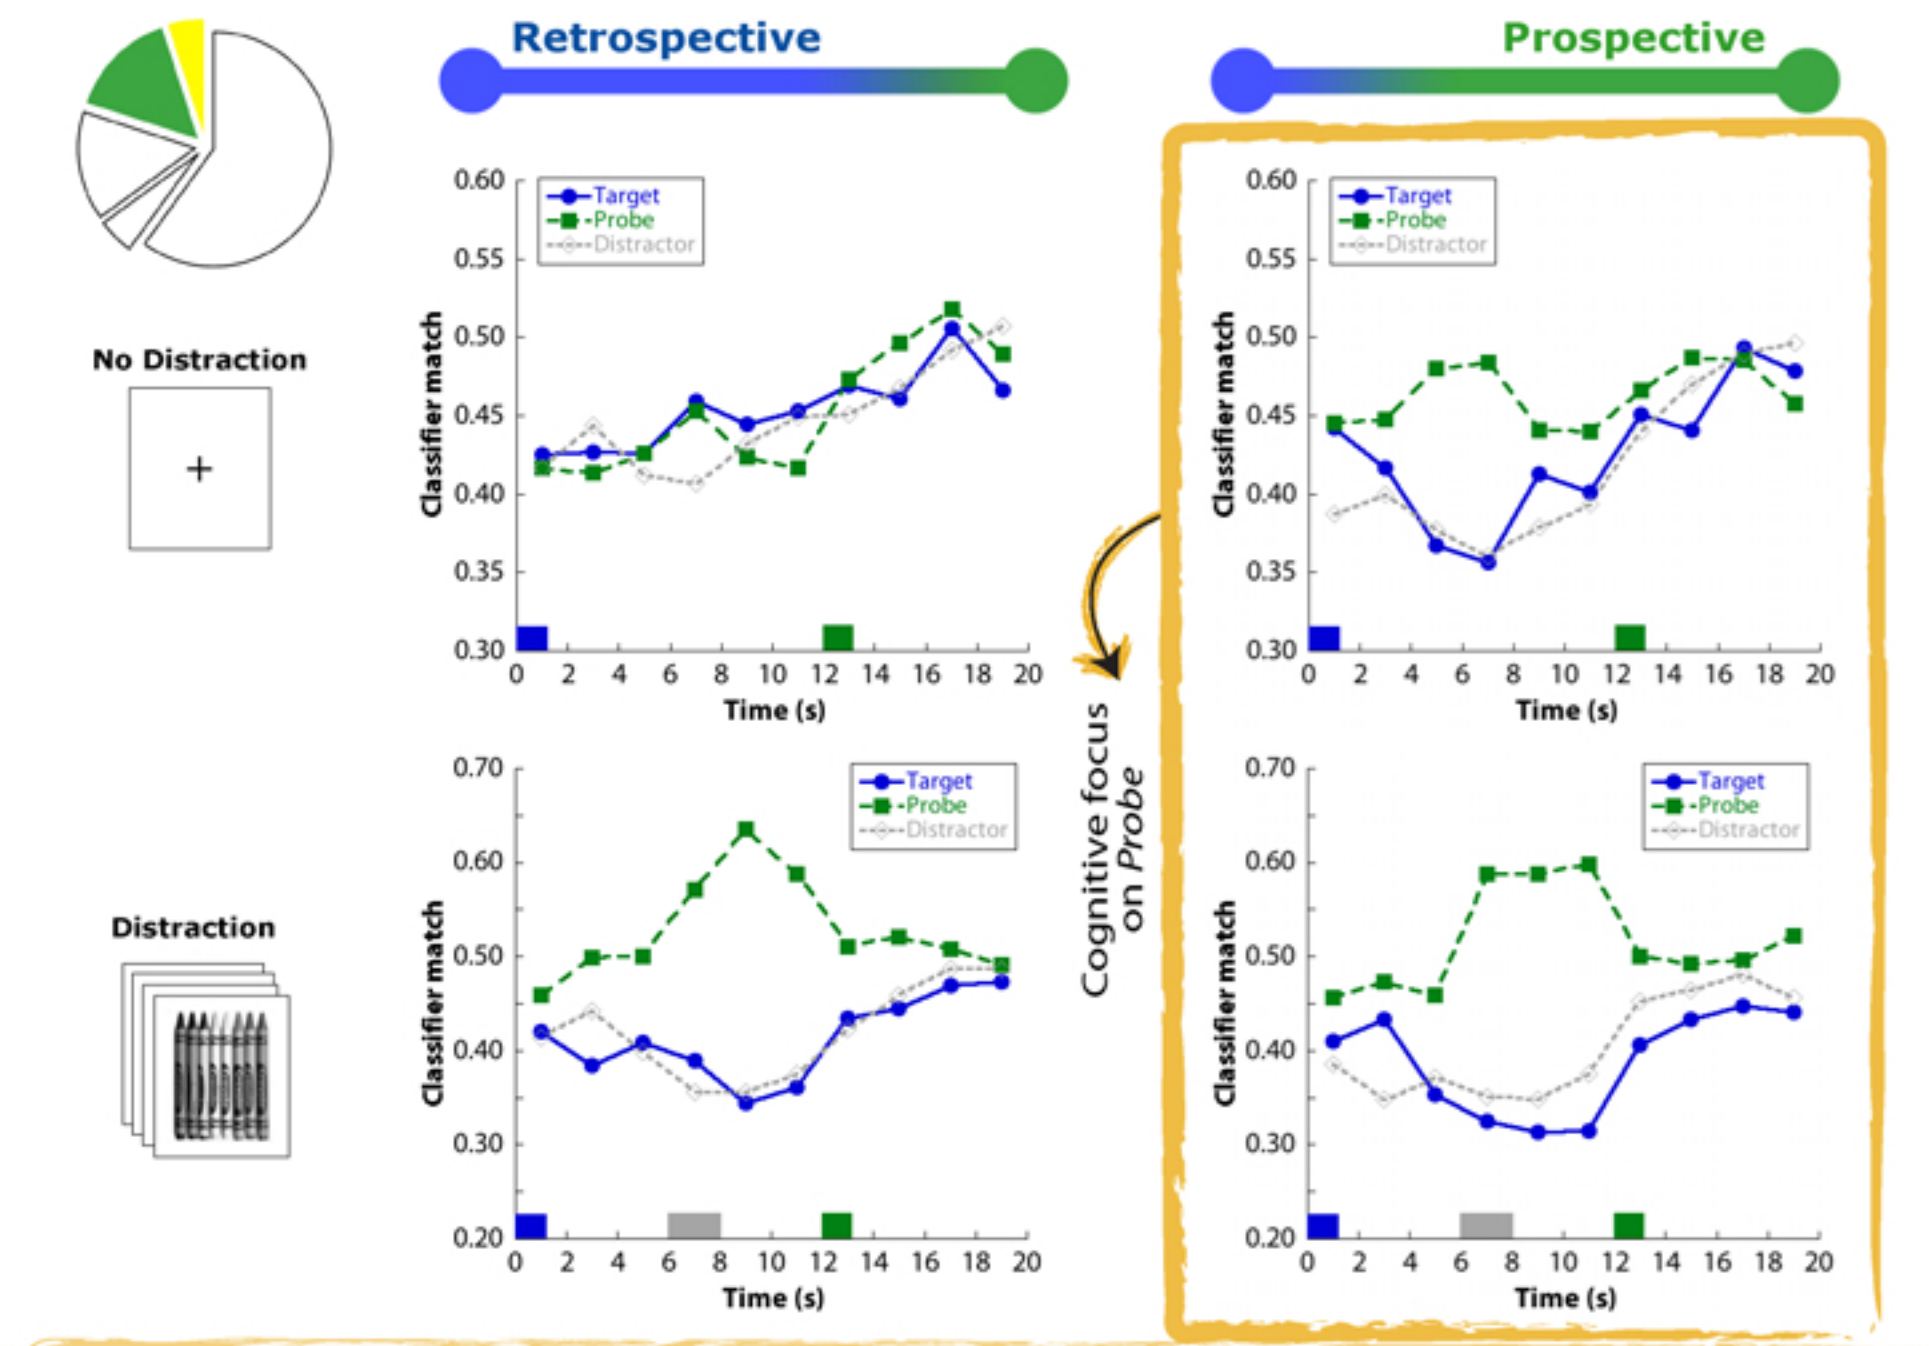 Retrospective
Prospective
No Distraction
+
Distraction
0.60
0.55
0.50
0.45
0.40
0.35
0.30
Classifier match
Target
Probe
Distractor
0 2 4 6 8 10 12 14 16 18 20
Time (s)
0.60
0.55
0.50
0.45
0.40
0.35
0.30
Classifier match
Target
Probe
Distractor
0 2 4 6 8 10 12 14 16 18 20
Time (s)
Cognitive focus
on Probe
0.70
0.60
0.50
0.40
0.30
0.20
Classifier match
Target
Probe
Distractor
0 2 4 6 8 10 12 14 16 18 20
Time (s)
0.70
0.60
0.50
0.40
0.30
0.20
Classifier match
Target
Probe
Distractor
0 2 4 6 8 10 12 14 16 18 20
Time (s)